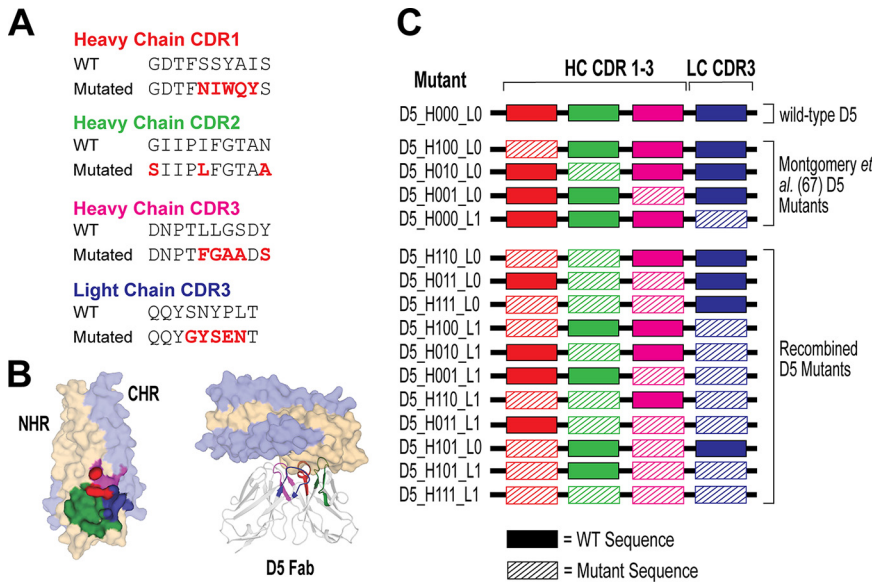 A
Heavy Chain CDR1
WT GDTFSSYAIS
Mutated GDTFNIWQYS
Heavy Chain CDR2
WT GIIPIFGTAN
Mutated SIIPLFGTAA
Heavy Chain CDR3
WT DNPTLLGSDY
Mutated DNPTFGAADS
Light Chain CDR3
WT QQYSNYPLT
Mutated QQYGYSENT
B
NHR
CHR
D5 Fab
C
Mutant
HC CDR 1-3
LC CDR3
D5_H000_L0
wild-type D5
D5_H100_L0
D5_H010_L0
D5_H001_L0
D5_H000_L1
Montgomery et
al. (67) D5
Mutants
D5_H110_L0
D5_H011_L0
D5_H111_L0
D5_H100_L1
D5_H010_L1
D5_H001_L1
D5_H110_L1
D5_H011_L1
D5_H101_L0
D5_H101_L1
D5_H111_L1
Recombined
D5 Mutants
= WT Sequence
= Mutant Sequence